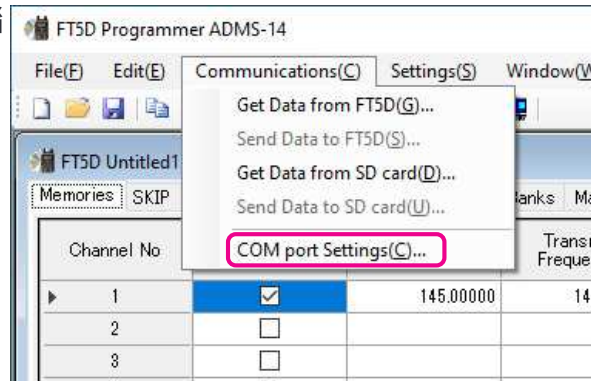 FT5D Programmer ADMS-14
File(F) Edit(E) Communications(C) Settings(S)
Get Data from FT5D(G)...
Send Data to FT5D(S)...
Get Data from SD card(D)...
Send Data to SD card(U)...
COM port Settings(C)...
FT5D Untitled1
Memories SKIP
Channel No
1 145.00000
2
3